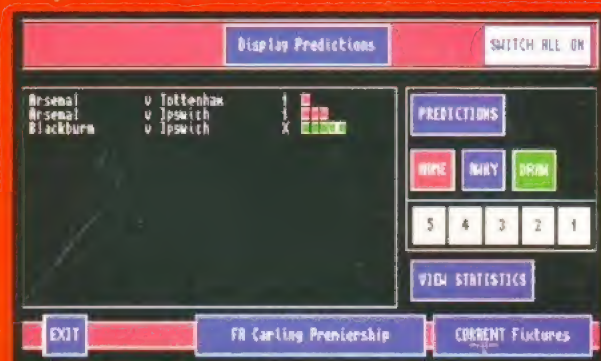 Display Predictions
SWITCH ALL ON
Arsenal v Tottenham 1
Arsenal v Ipswich 1
Blackburn v Ipswich X
PREDICTIONS
HOME AWAY DRAW
5 4 3 2 1
VIEW STATISTICS
EXIT
FA Carling Premiership
CURRENT Fixtures